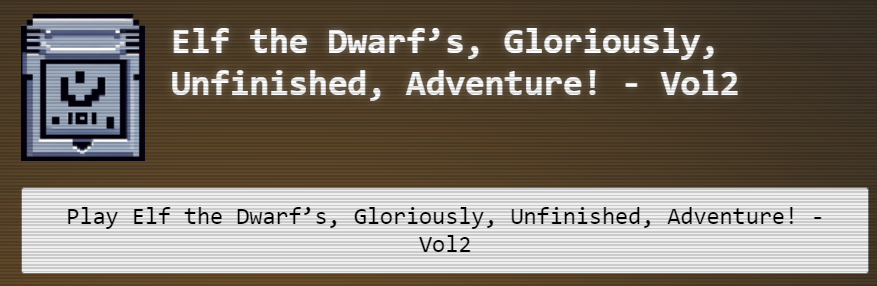 Elf the Dwarf’s, Gloriously,
Unfinished, Adventure! - Vol2
Play Elf the Dwarf’s, Gloriously, Unfinished, Adventure! -
Vol2